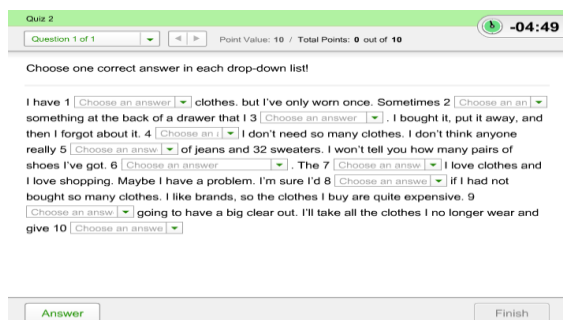 Quiz 2
Question 1 of 1 Point Value: 10 / Total Points: 0 out of 10 -04:49
Choose one correct answer in each drop-down list!
I have 1 Choose an answer clothes. but I've only worn once. Sometimes 2 Choose an an
something at the back of a drawer that I 3 Choose an answer . I bought it, put it away, and
then I forgot about it. 4 Choose an I don't need so many clothes. I don't think anyone
really 5 Choose an answ of jeans and 32 sweaters. I won't tell you how many pairs of
shoes I've got. 6 Choose an answer . The 7 Choose an answe I love clothes and
I love shopping. Maybe I have a problem. I'm sure I'd 8 Choose an answe if I had not
bought so many clothes. I like brands, so the clothes I buy are quite expensive. 9
Choose an answ going to have a big clear out. I'll take all the clothes I no longer wear and
give 10 Choose an answe
Answer Finish